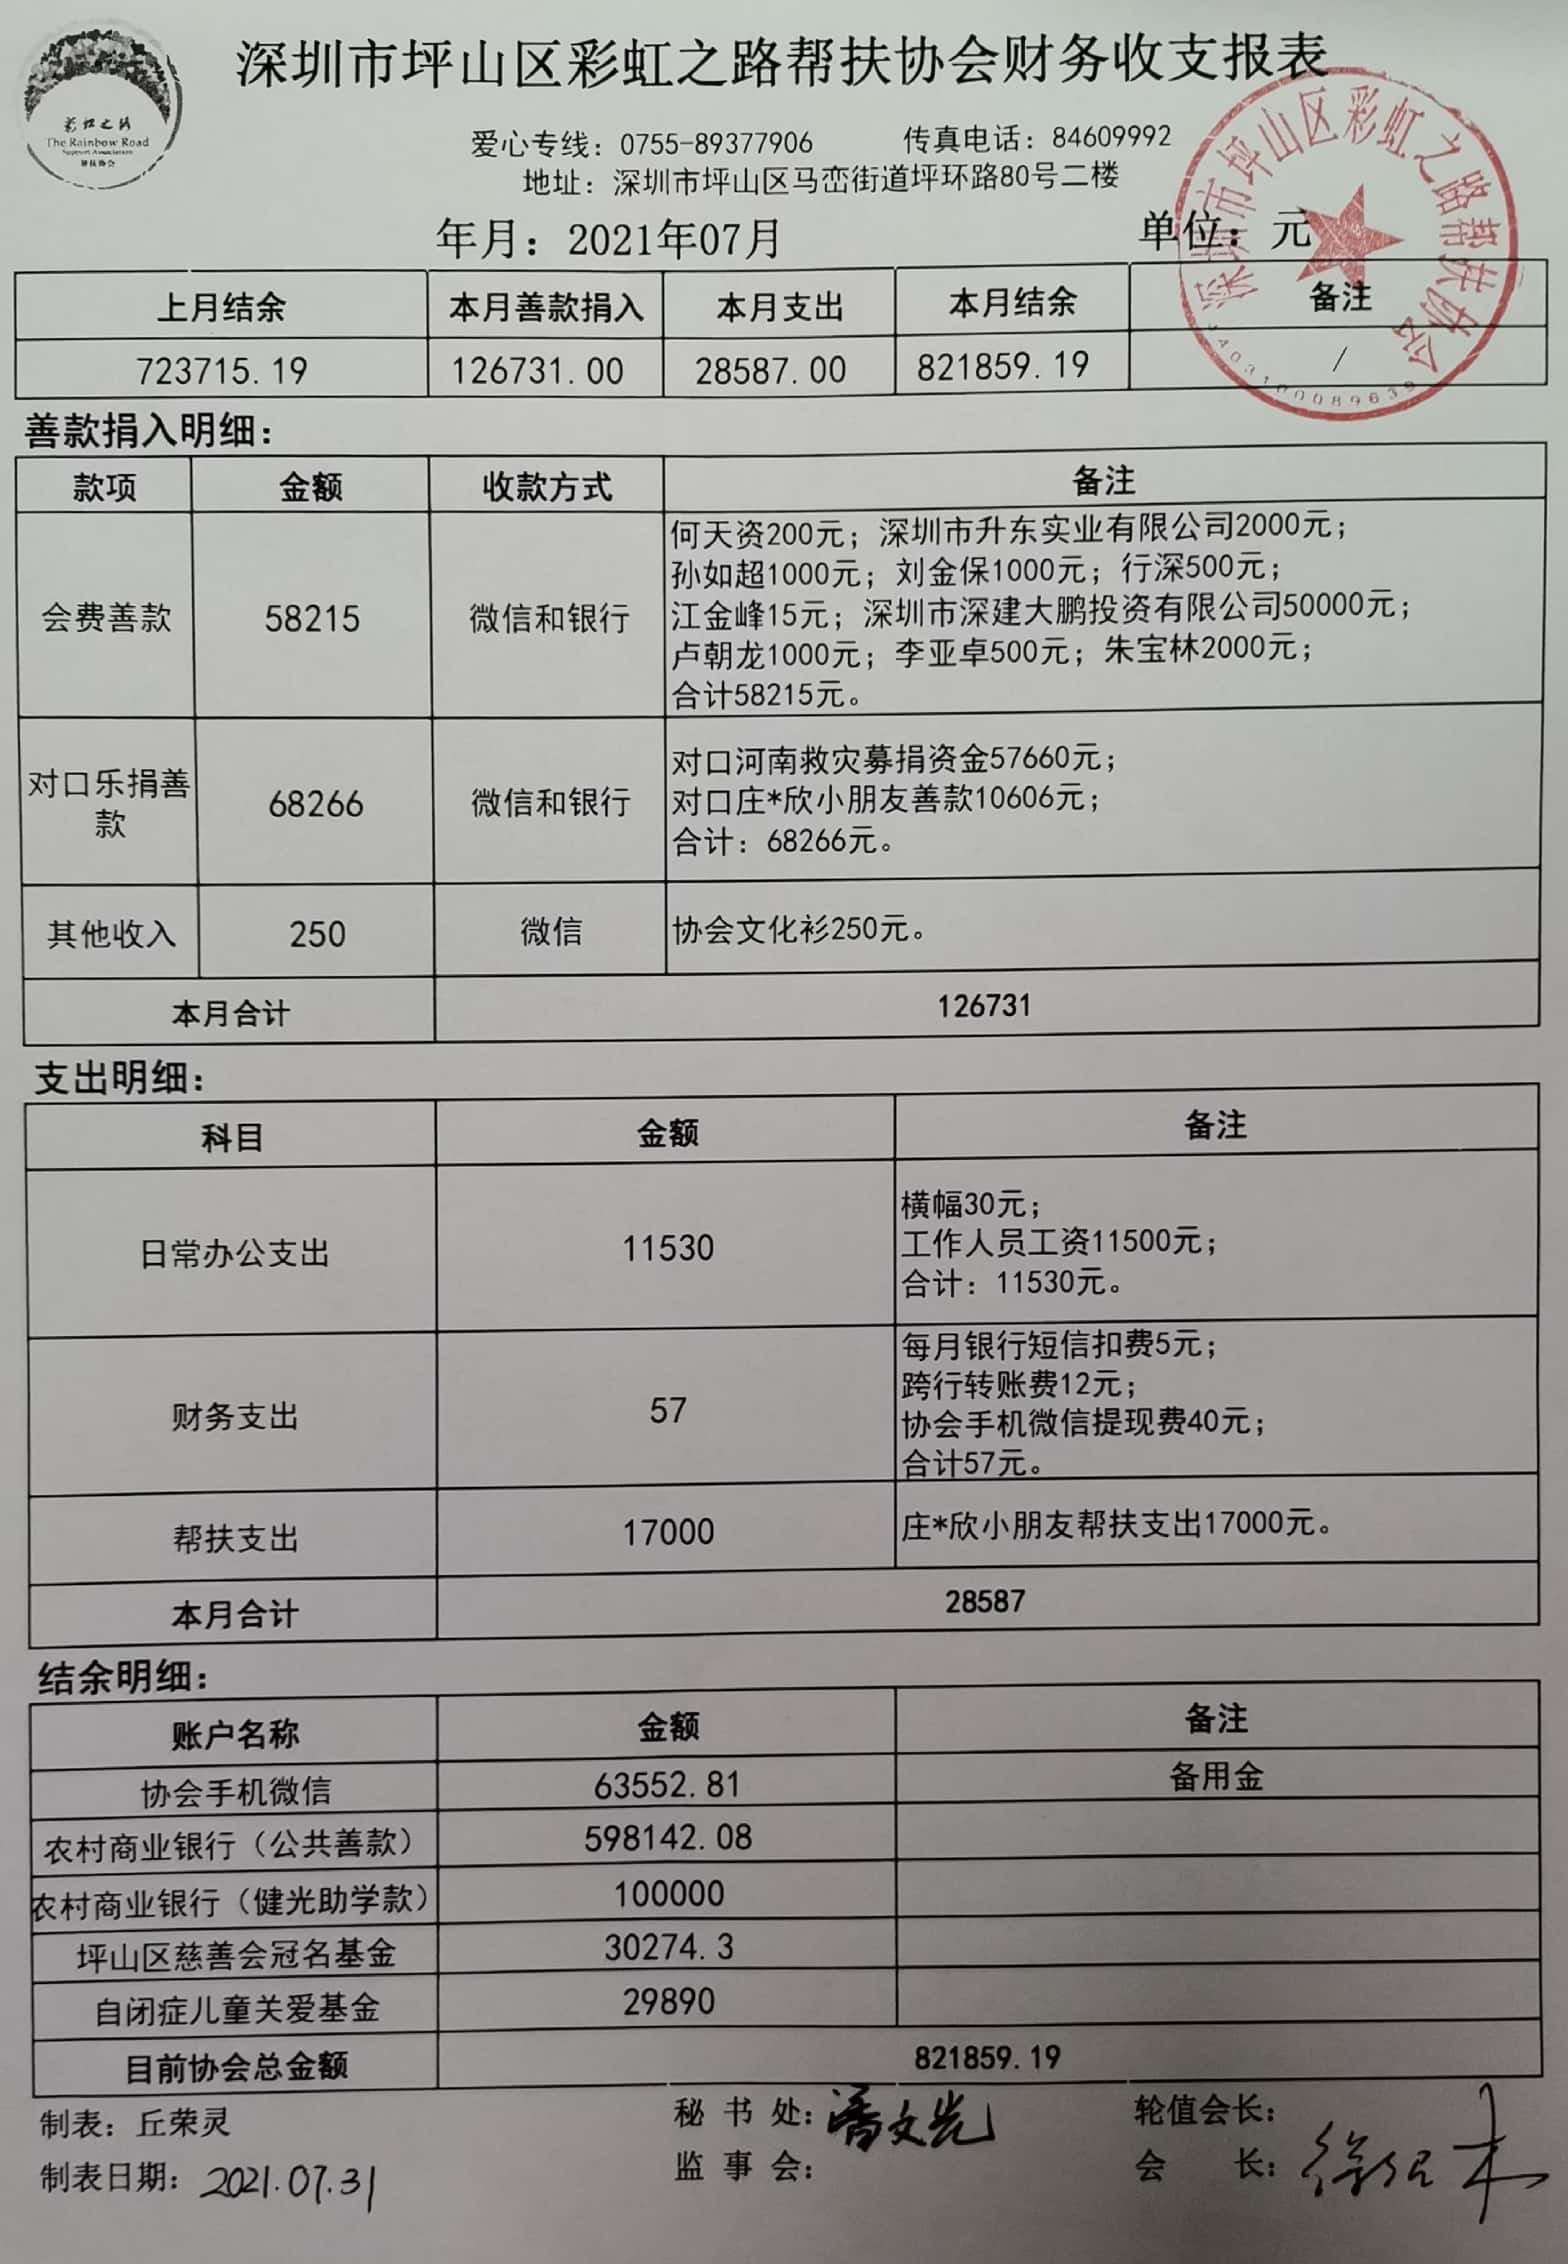 彩虹之路
The Rainbow Road
Support Association
帮扶协会
深圳市坪山区彩虹之路帮扶协会财务收支报表
爱心专线：0755-89377906 传真电话：84609992
地址：深圳市坪山区马峦街道坪环路80号二楼
年月：2021年07月 单位：元
深圳市坪山区彩虹之路帮扶协会
上月结余 本月善款捐入 本月支出 本月结余 备注
723715.19 126731.00 28587.00 821859.19 /
善款捐入明细：
款项 金额 收款方式 备注
会费善款 58215 微信和银行
何天资200元；深圳市升东实业有限公司2000元；
孙如超1000元；刘金保1000元；行深500元；
江金峰15元；深圳市深建大鹏投资有限公司50000元；
卢朝龙1000元；李亚卓500元；朱宝林2000元；
合计58215元。
对口乐捐善
款
68266 微信和银行
对口河南救灾募捐资金57660元；
对口庄*欣小朋友善款10606元；
合计：68266元。
其他收入 250 微信 协会文化衫250元。
本月合计 126731
支出明细：
科目 金额 备注
日常办公支出 11530
横幅30元；
工作人员工资11500元；
合计：11530元。
财务支出 57
每月银行短信扣费5元；
跨行转账费12元；
协会手机微信提现费40元；
合计57元。
帮扶支出 17000 庄*欣小朋友帮扶支出17000元。
本月合计 28587
结余明细：
账户名称 金额 备注
协会手机微信 63552.81 备用金
农村商业银行（公共善款） 598142.08
农村商业银行（健光助学款） 100000
坪山区慈善会冠名基金 30274.3
自闭症儿童关爱基金 29890
目前协会总金额 821859.19
制表：丘荣灵 秘书处：潘文光 轮值会长：
制表日期：2021.07.31 监事会： 会长：